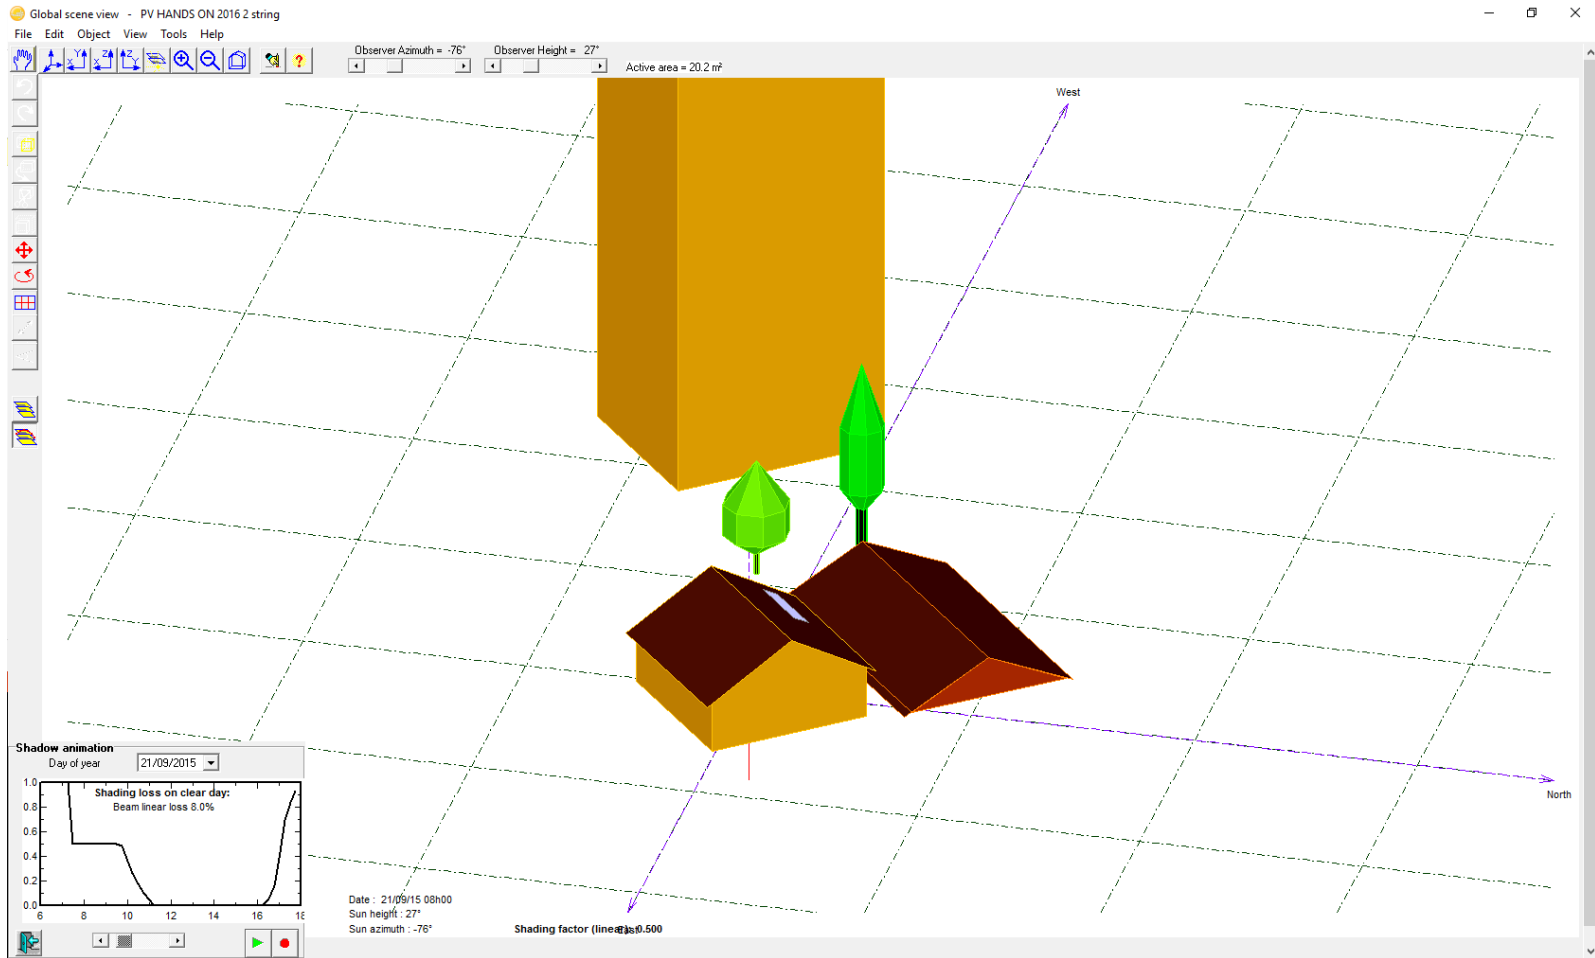 Global scene view - PV HANDS ON 2016 2 string
File Edit Object View Tools Help
Observer Azimuth = -76° Observer Height = 27°
Active area = 20.2 m²
West
North
Shadow animation
Day of year 21/09/2015
Shading loss on clear day:
Beam linear loss 8.0%
1.0
0.8
0.6
0.4
0.2
0.0
6 8 10 12 14 16 18
Date : 21/09/15 08h00
Sun height : 27°
Sun azimuth : -76°
Shading factor (linear): 0.500
East